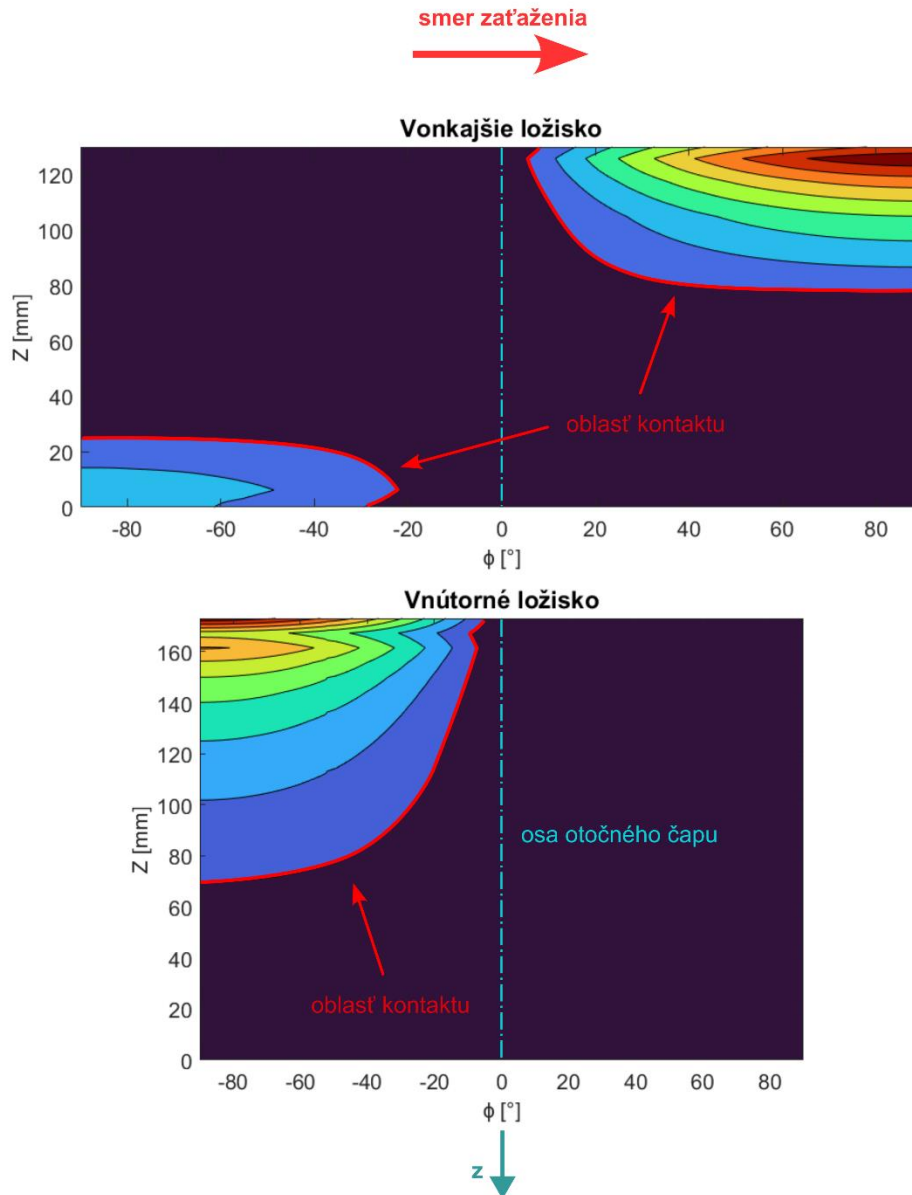 smer zaťaženia
Vonkajšie ložisko
120
100
80
60
40
20
0
Z [mm]
oblasť kontaktu
-80 -60 -40 -20 0 20 40 60 80
ϕ [°]
Vnútorné ložisko
160
140
120
100
80
60
40
20
0
Z [mm]
osa otočného čapu
oblasť kontaktu
-80 -60 -40 -20 0 20 40 60 80
ϕ [°]
z